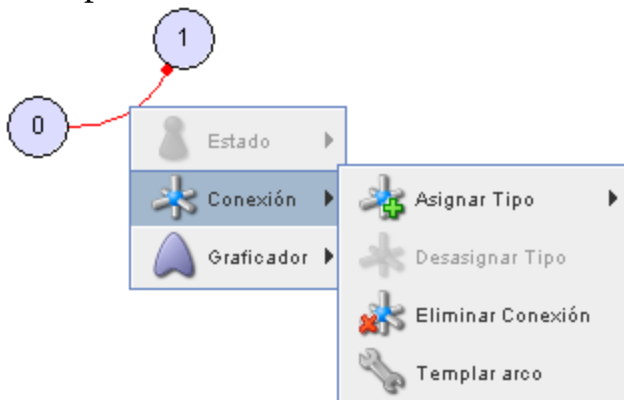 1
0
Estado
Conexión
Graficador
Asignar Tipo
Desasignar Tipo
Eliminar Conexión
Templar arco